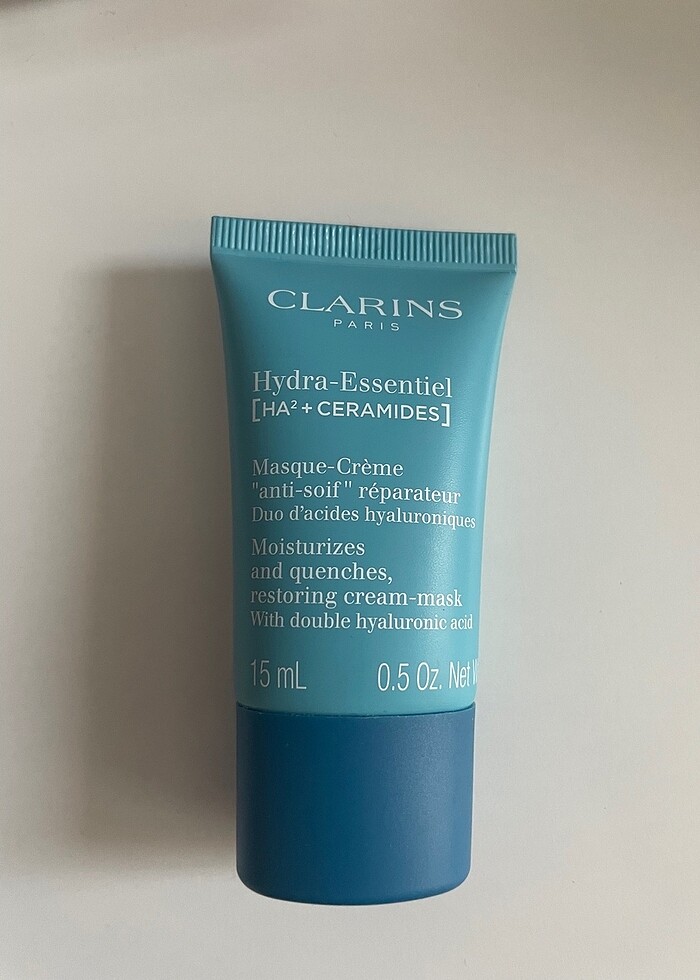 CLARINS
PARIS
Hydra-Essentiel
[HA² + CERAMIDES]
Masque-Crème
"anti-soif" réparateur
Duo d'acides hyaluroniques
Moisturizes
and quenches,
restoring cream-mask
With double hyaluronic acid
15 mL 0.5 Oz. Net